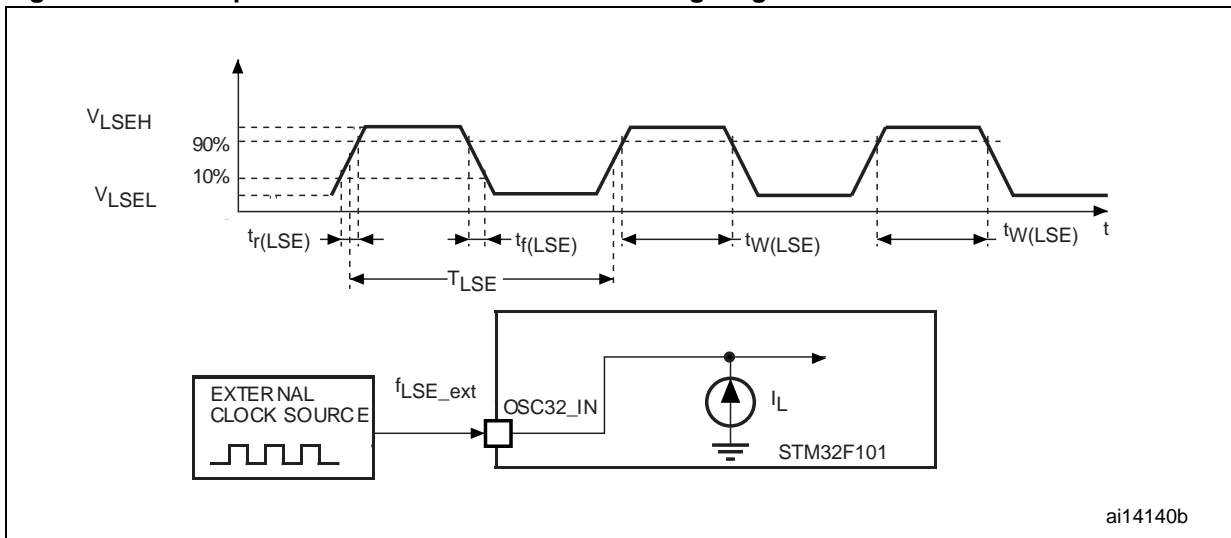 VLSEH
90%
10%
VLSEL
tr(LSE)
tf(LSE)
tW(LSE)
tW(LSE)
t
TLSE
EXTERNAL
CLOCK SOURCE
fLSE_ext
OSC32_IN
IL
STM32F101
ai14140b